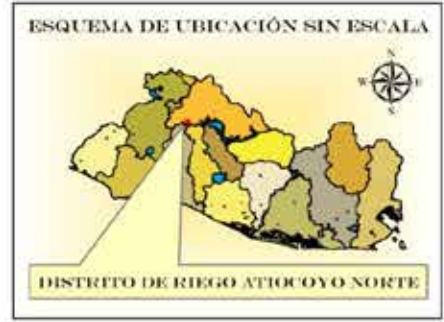 ESQUEMA DE UBICACIÓN SIN ESCALA
N
W E
S
DISTRITO DE RIEGO ATIOCOYO NORTE